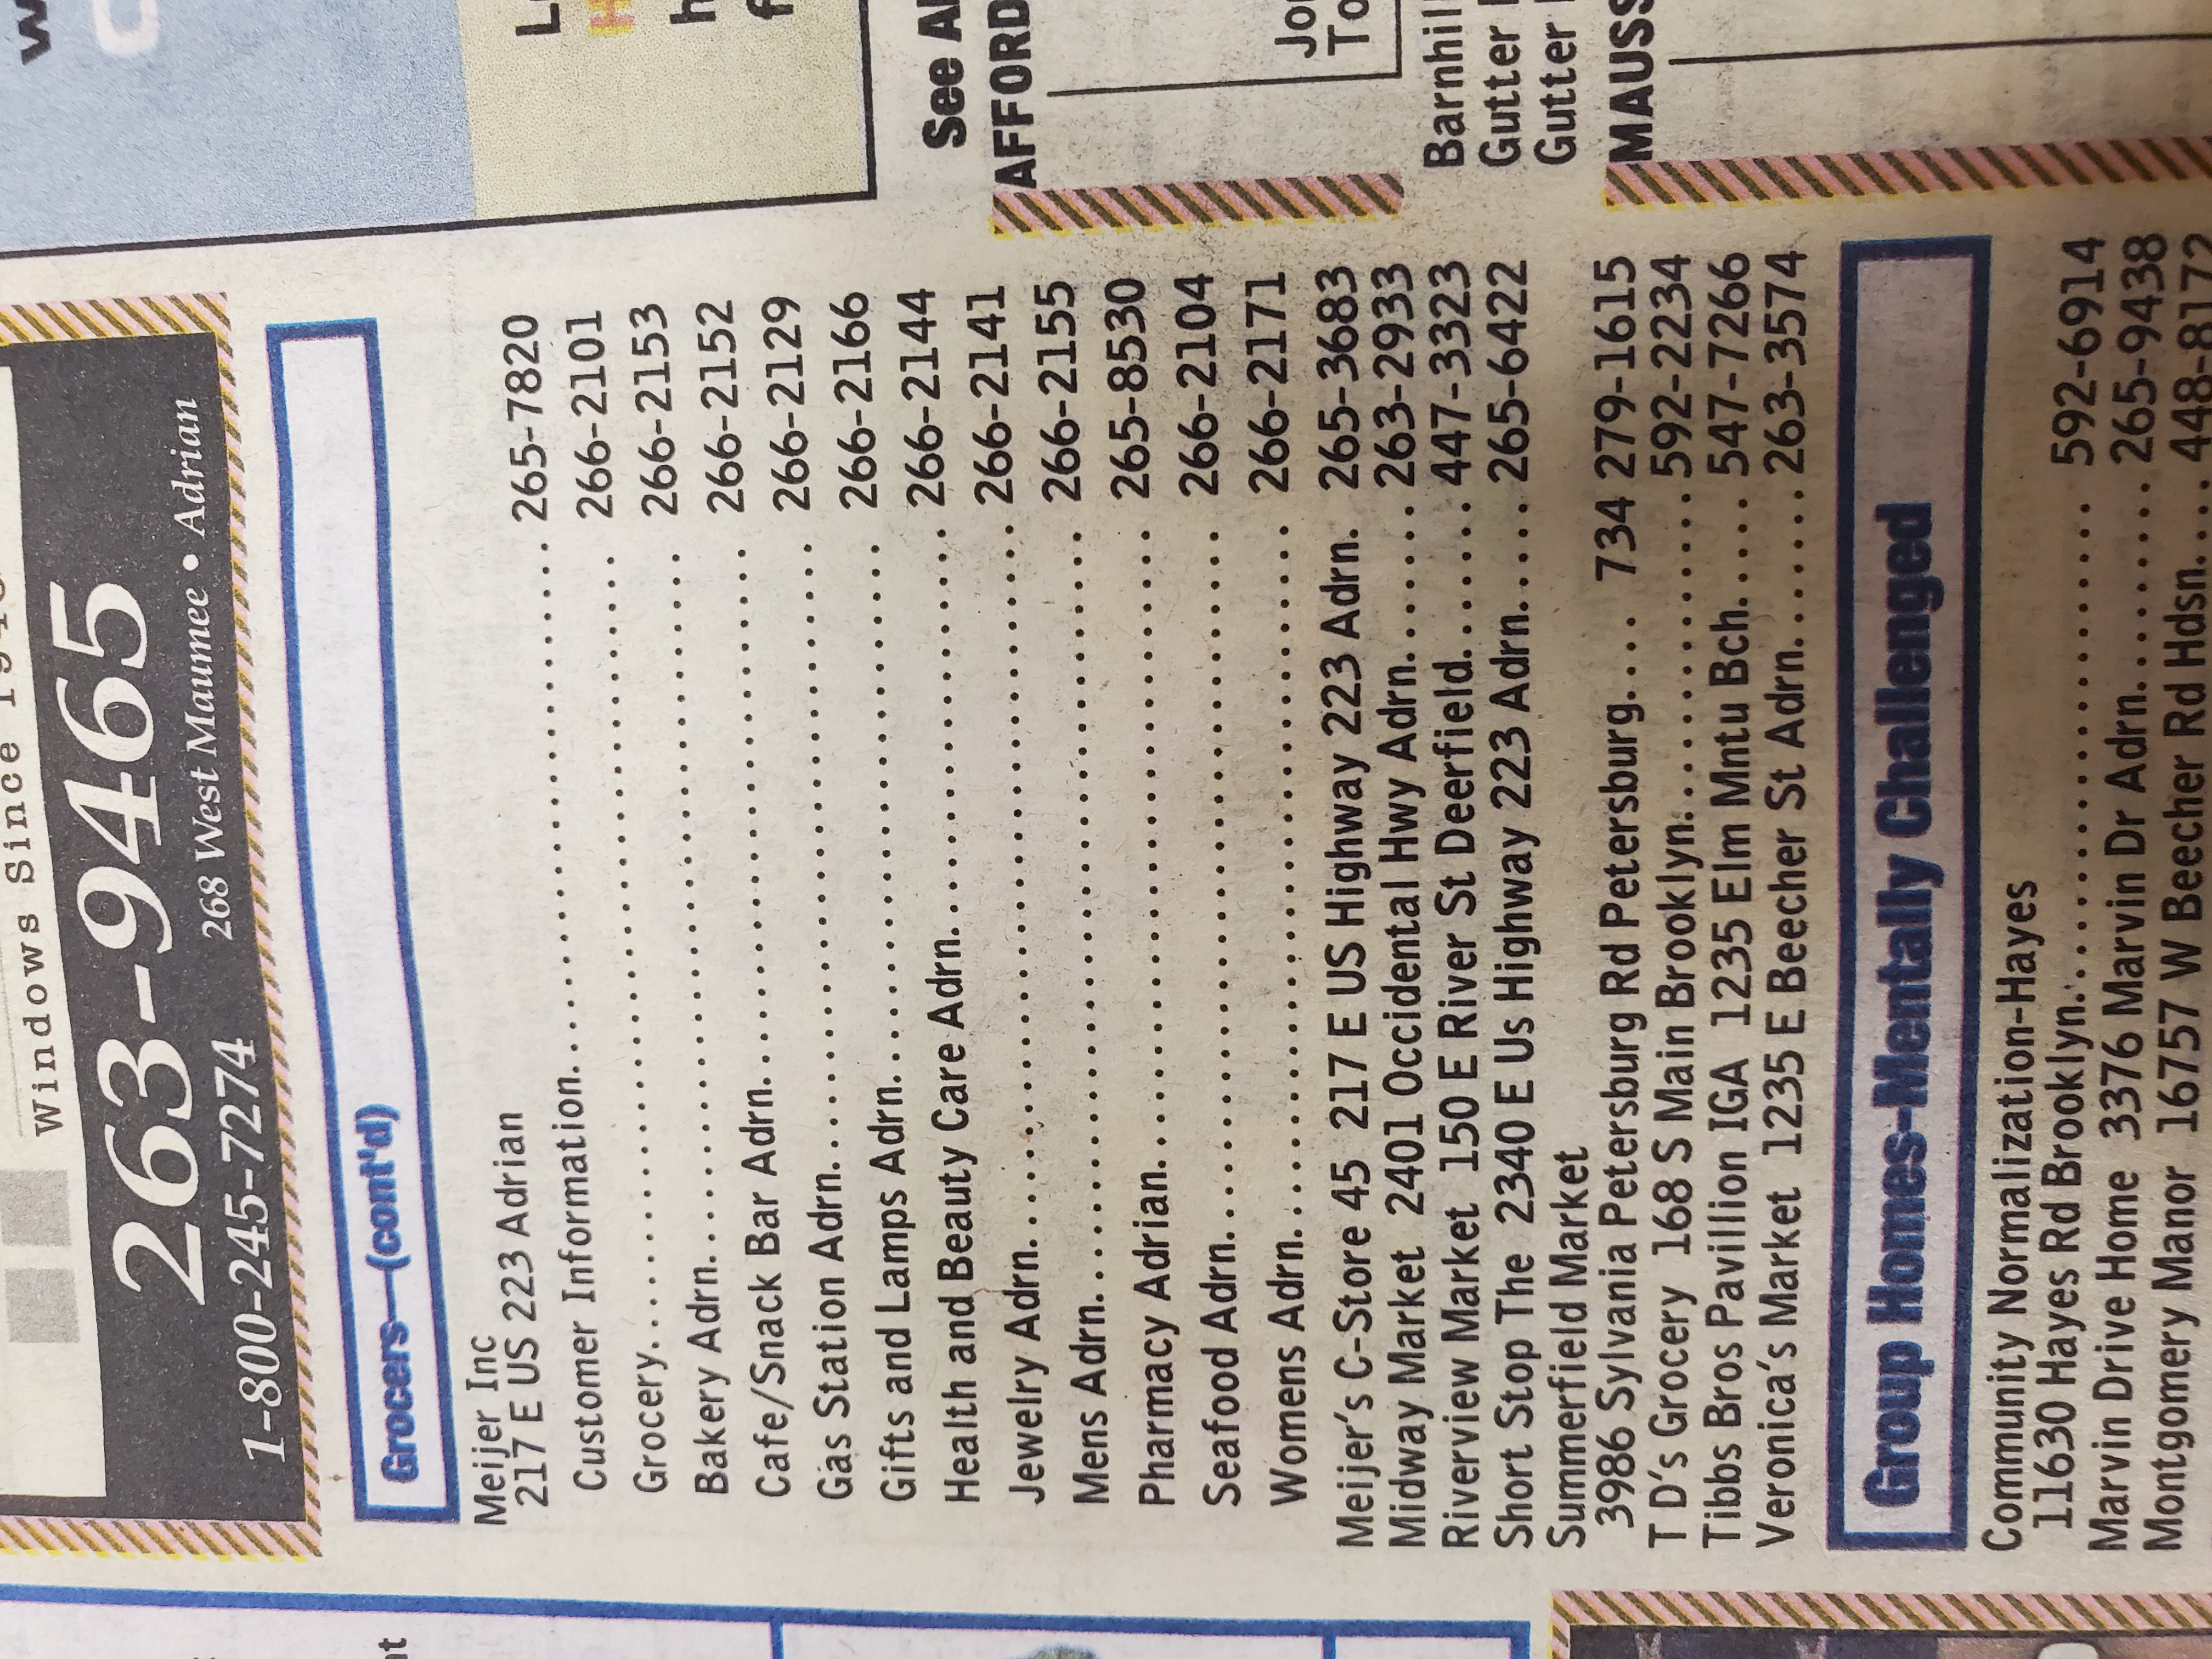 Windows Since
263-9465
1-800-245-7274
268 West Maumee • Adrian
Grocers—(cont'd)
Meijer Inc
217 E US 223 Adrian
Customer Information........ 265-7820
Grocery........ 266-2101
Bakery Adrn........ 266-2153
Cafe/Snack Bar Adrn........ 266-2152
Gas Station Adrn........ 266-2129
Gifts and Lamps Adrn........ 266-2166
Health and Beauty Care Adrn........ 266-2144
Jewelry Adrn........ 266-2141
Mens Adrn........ 266-2155
Pharmacy Adrian........ 265-8530
Seafood Adrn........ 266-2104
Womens Adrn........ 266-2171
Meijer's C-Store 45 217 E US Highway 223 Adrn. 265-3683
Midway Market 2401 Occidental Hwy Adrn....... 263-2933
Riverview Market 150 E River St Deerfield....... 447-3323
Short Stop The 2340 E Us Highway 223 Adrn..... 265-6422
Summerfield Market
3986 Sylvania Petersburg Rd Petersburg.... 734 279-1615
T D's Grocery 168 S Main Brooklyn........ 592-2234
Tibbs Bros Pavillion IGA 1235 Elm Mntu Bch..... 547-7266
Veronica's Market 1235 E Beecher St Adrn....... 263-3574
Group Homes-Mentally Challenged
Community Normalization-Hayes
11630 Hayes Rd Brooklyn........ 592-6914
Marvin Drive Home 3376 Marvin Dr Adrn........ 265-9438
Montgomery Manor 16757 W Beecher Rd Hdsn.... 448-8172
See
AFFORD
Barnhill
Gutter
Gutter
MAUSS